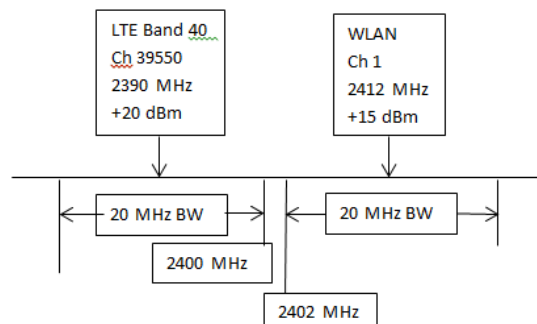 LTE Band 40
Ch 39550
2390 MHz
+20 dBm
WLAN
Ch 1
2412 MHz
+15 dBm
20 MHz BW
20 MHz BW
2400 MHz
2402 MHz